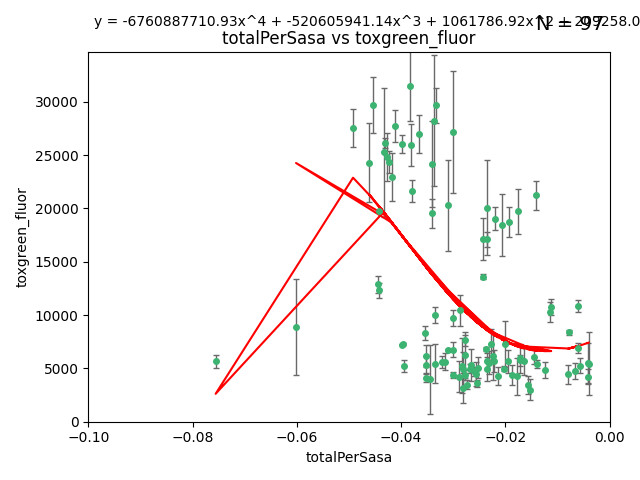 y = -6760887710.93x^4 + -520605941.14x^3 + 1061786.92x^2 +
N = 97
totalPerSasa vs toxgreen_fluor
toxgreen_fluor
30000
25000
20000
15000
10000
5000
0
−0.10 −0.08 −0.06 −0.04 −0.02 0.00
totalPerSasa